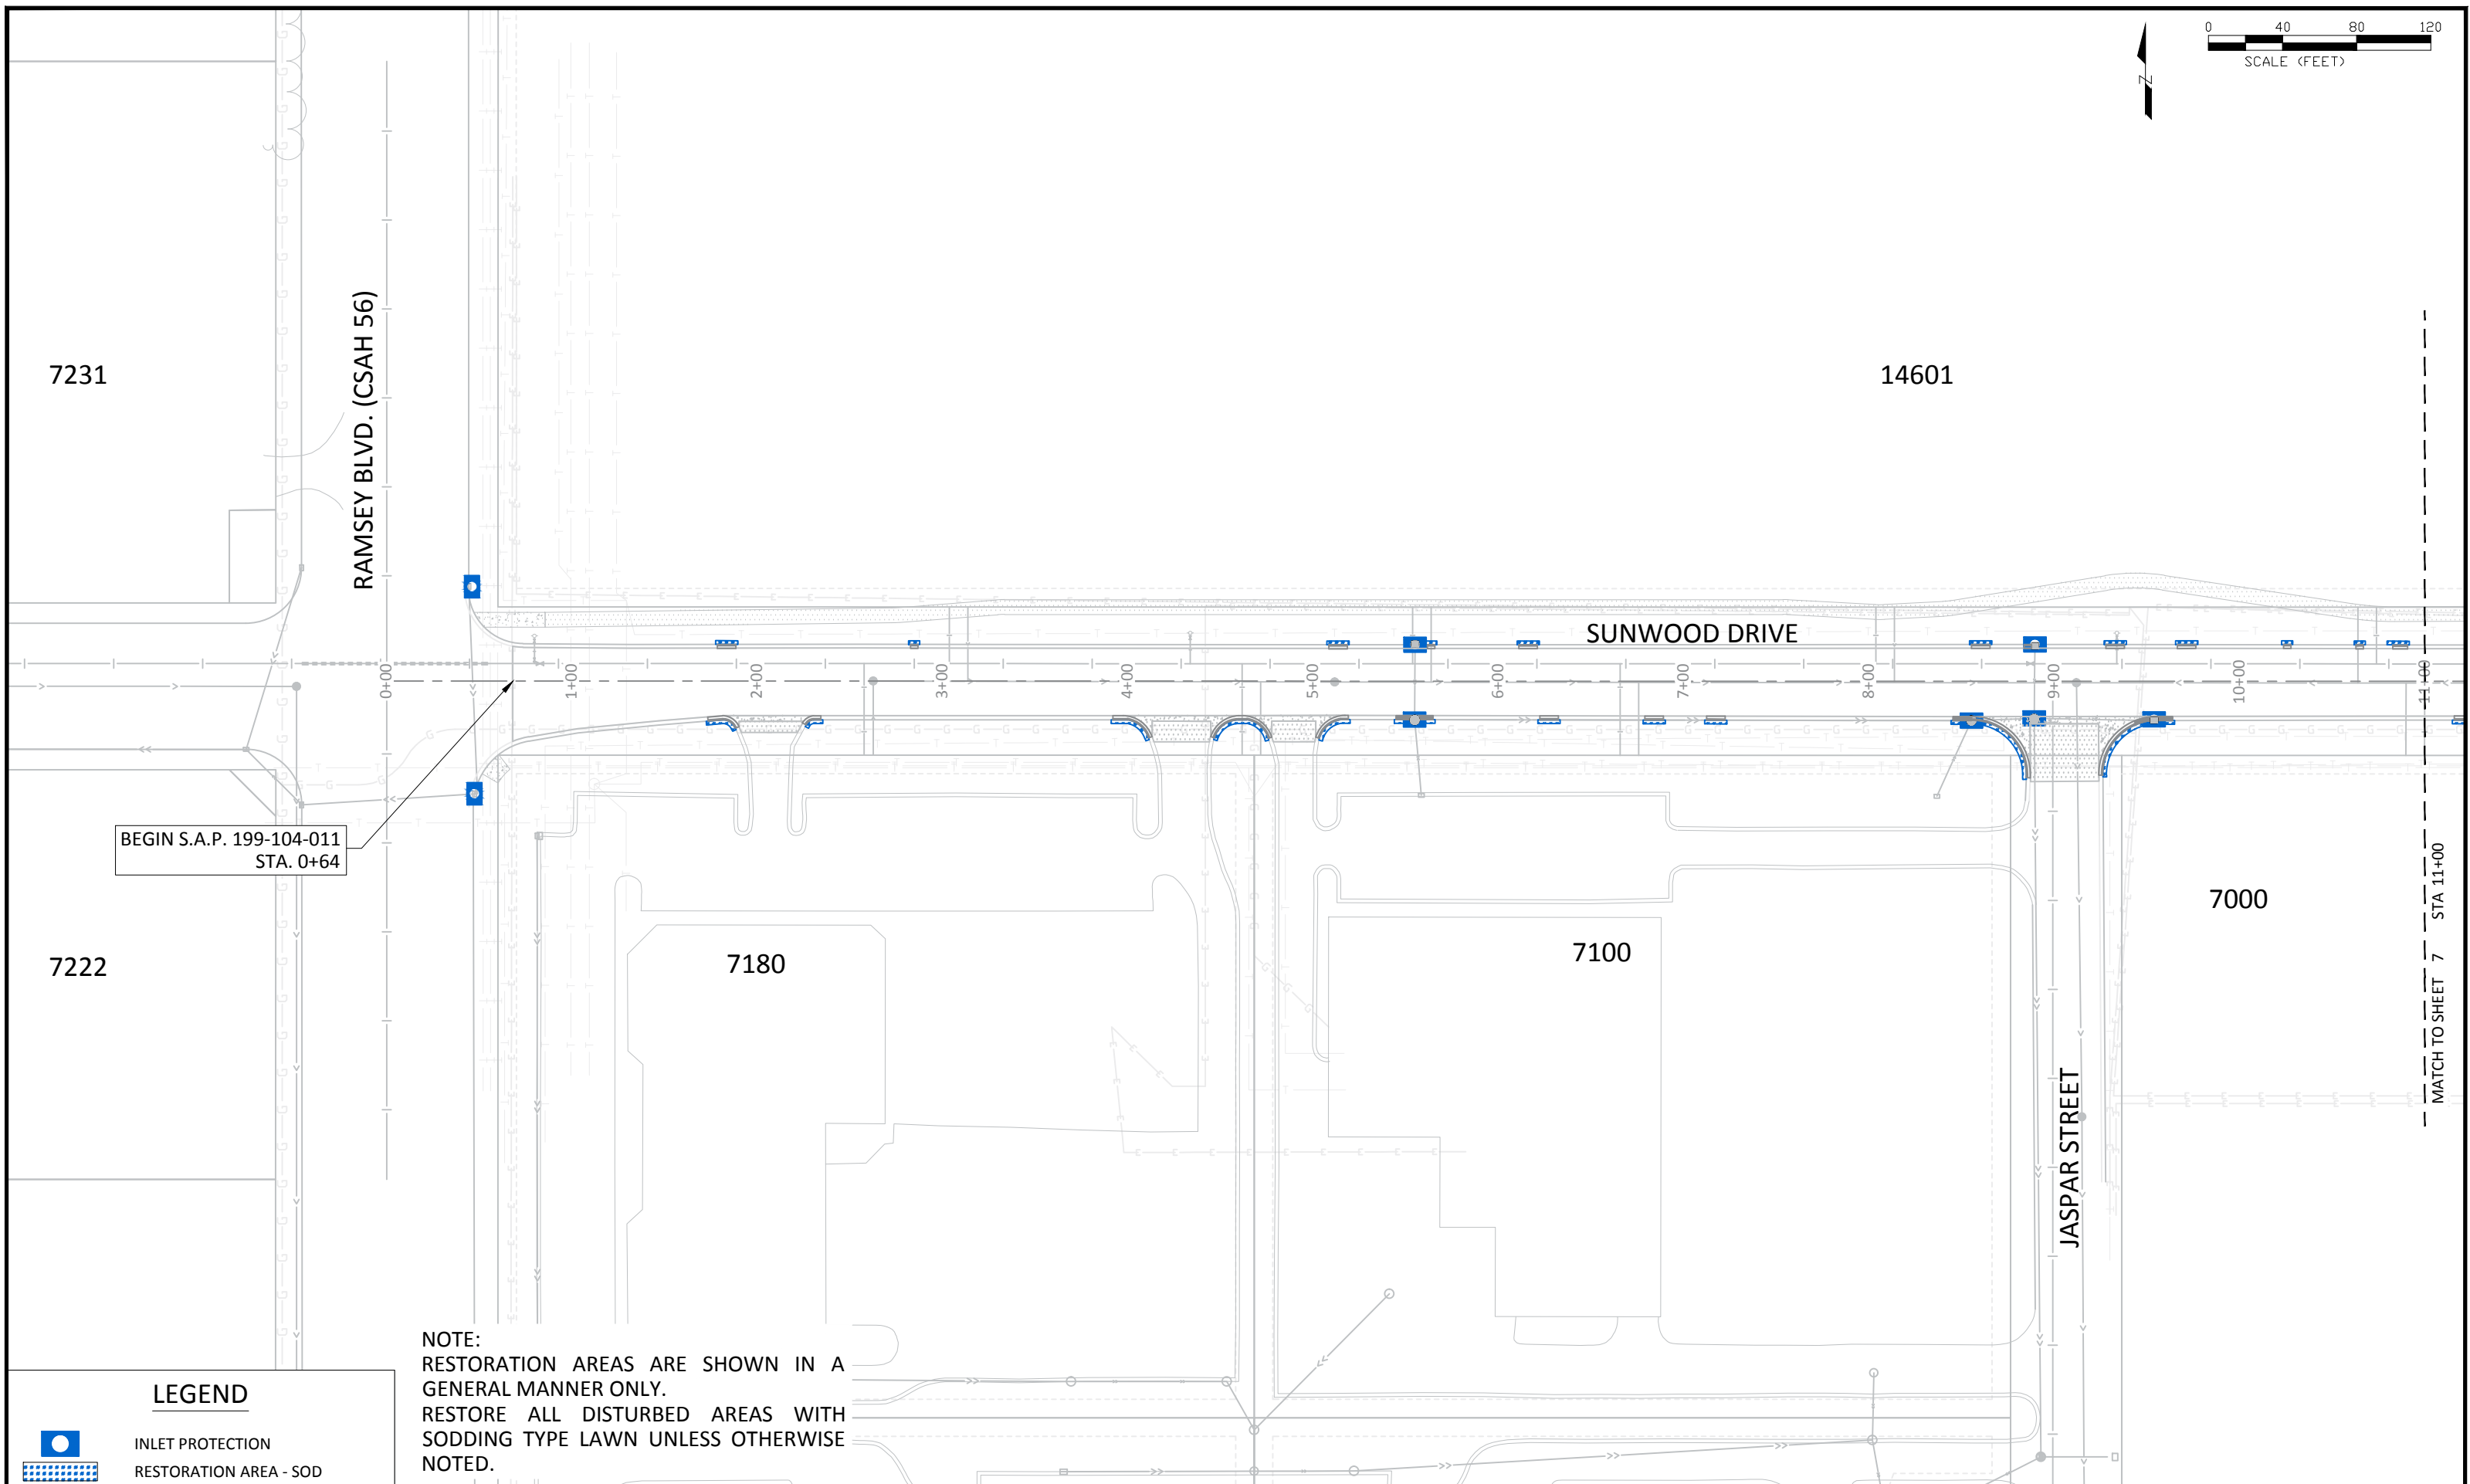 0 40 80 120
SCALE (FEET)
N
RAMSEY BLVD. (CSAH 56)
7231
14601
SUNWOOD DRIVE
0+00 1+00 2+00 3+00 4+00 5+00 6+00 7+00 8+00 9+00 10+00 11+00
BEGIN S.A.P. 199-104-011
STA. 0+64
7222
7180
7100
7000
JASPAR STREET
MATCH TO SHEET 7 STA 11+00
NOTE:
RESTORATION AREAS ARE SHOWN IN A
GENERAL MANNER ONLY.
RESTORE ALL DISTURBED AREAS WITH
SODDING TYPE LAWN UNLESS OTHERWISE
NOTED.
LEGEND
INLET PROTECTION
RESTORATION AREA - SOD